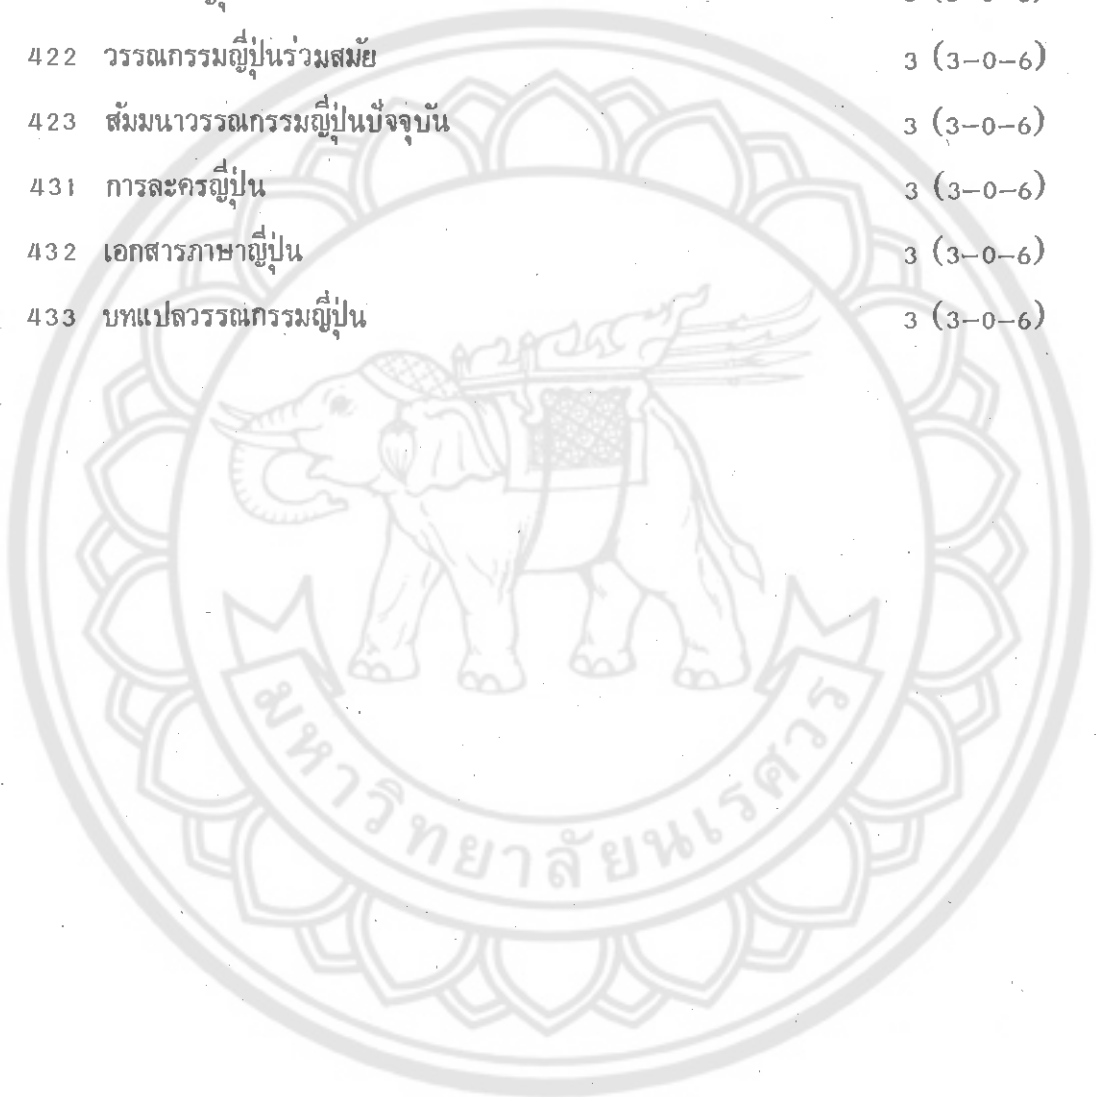 422 วรรณกรรมญี่ปุ่นร่วมสมัย 3 (3-0-6)
423 สัมมนาวรรณกรรมญี่ปุ่นปัจจุบัน 3 (3-0-6)
431 การละครญี่ปุ่น 3 (3-0-6)
432 เอกสารภาษาญี่ปุ่น 3 (3-0-6)
433 บทแปลวรรณกรรมญี่ปุ่น 3 (3-0-6)
มหาวิทยาลัยนเรศวร